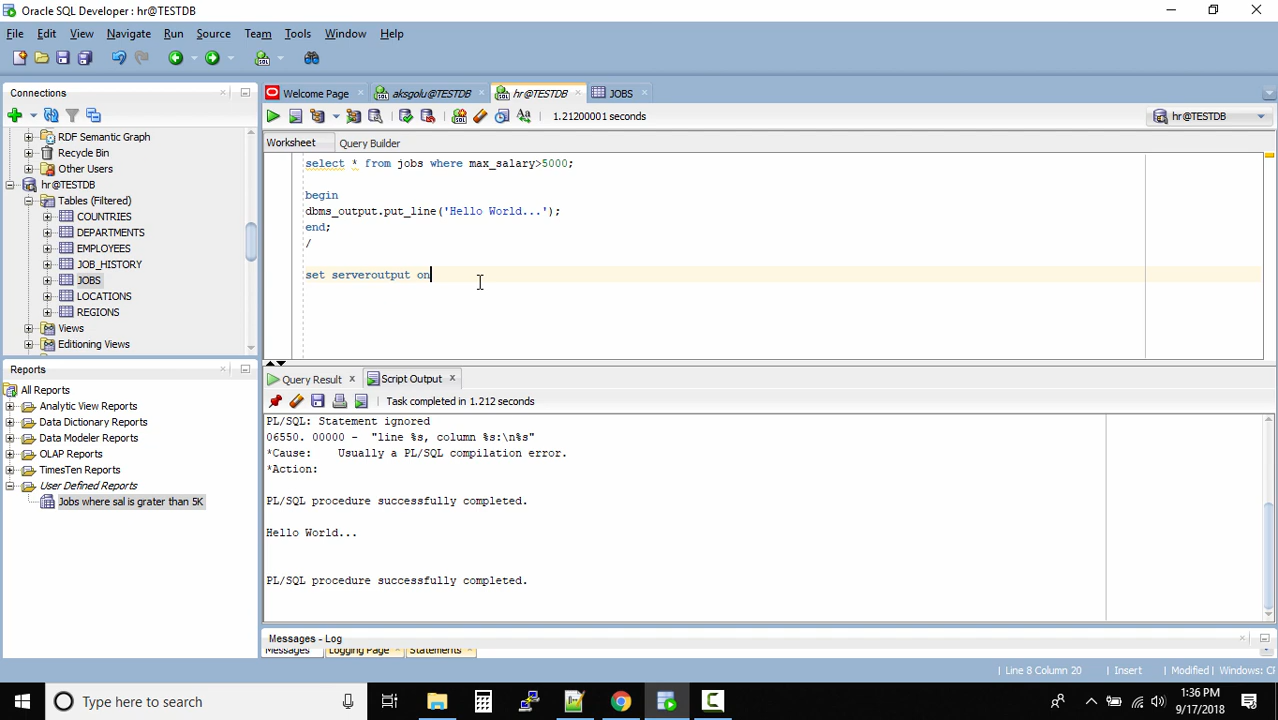 Oracle SQL Developer : hr@TESTDB
File Edit View Navigate Run Source Team Tools Window Help
Connections
RDF Semantic Graph
Recycle Bin
Other Users
hr@TESTDB
Tables (Filtered)
COUNTRIES
DEPARTMENTS
EMPLOYEES
JOB_HISTORY
JOBS
LOCATIONS
REGIONS
Views
Editioning Views
Reports
All Reports
Analytic View Reports
Data Dictionary Reports
Data Modeler Reports
OLAP Reports
TimesTen Reports
User Defined Reports
Jobs where sal is grater than 5K
Welcome Page aksgolu@TESTDB hr@TESTDB JOBS
1.21200001 seconds hr@TESTDB
Worksheet Query Builder
select * from jobs where max_salary>5000;
begin
dbms_output.put_line('Hello World...');
end;
/
set serveroutput on
Query Result Script Output
Task completed in 1.212 seconds
PL/SQL: Statement ignored
06550. 00000 - "line %s, column %s:\n%s"
*Cause: Usually a PL/SQL compilation error.
*Action:
PL/SQL procedure successfully completed.
Hello World...
PL/SQL procedure successfully completed.
Messages - Log
Messages Logging Page Statements
Line 8 Column 20 Insert Modified Windows: CF
Type here to search
1:36 PM
9/17/2018